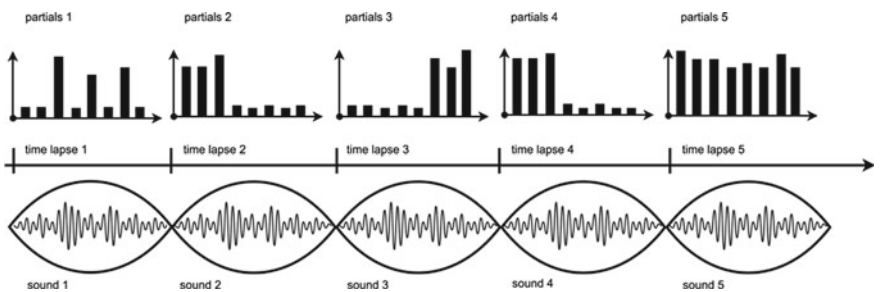 partials 1 partials 2 partials 3 partials 4 partials 5
time lapse 1 time lapse 2 time lapse 3 time lapse 4 time lapse 5
sound 1 sound 2 sound 3 sound 4 sound 5